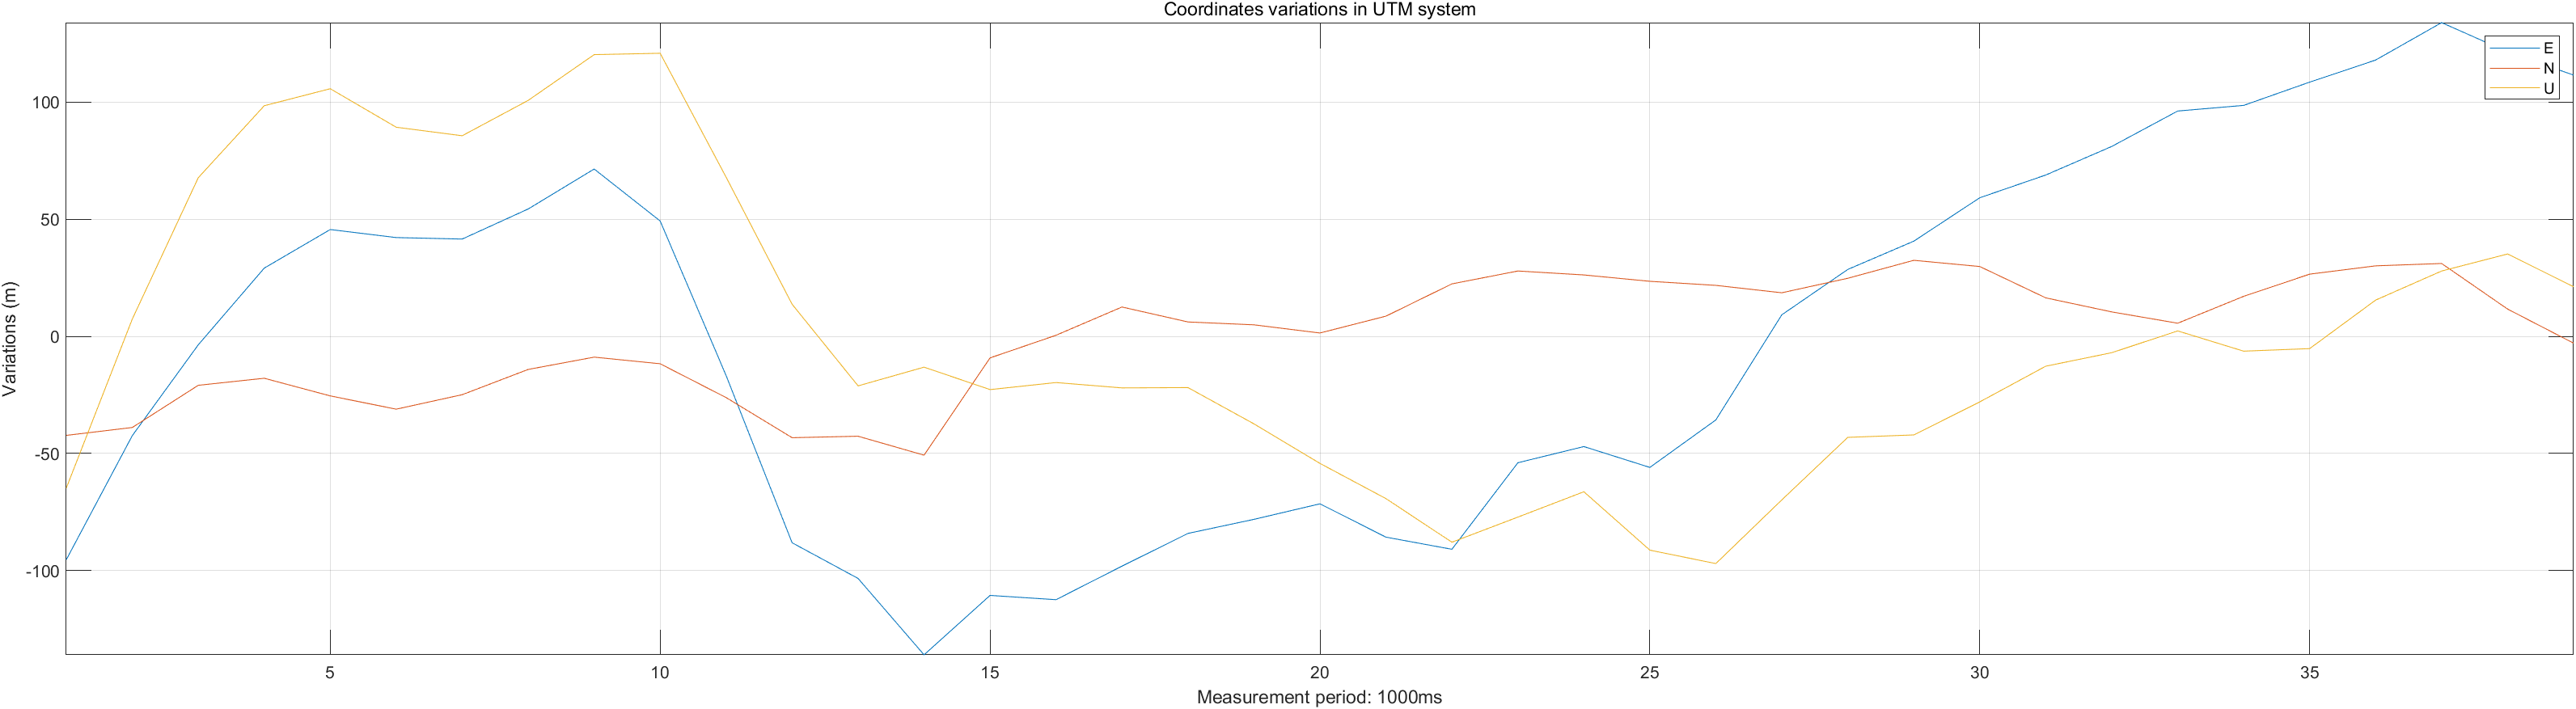 Coordinates variations in UTM system
E
N
U
Variations (m)
100
50
0
-50
-100
5 10 15 20 25 30 35
Measurement period: 1000ms